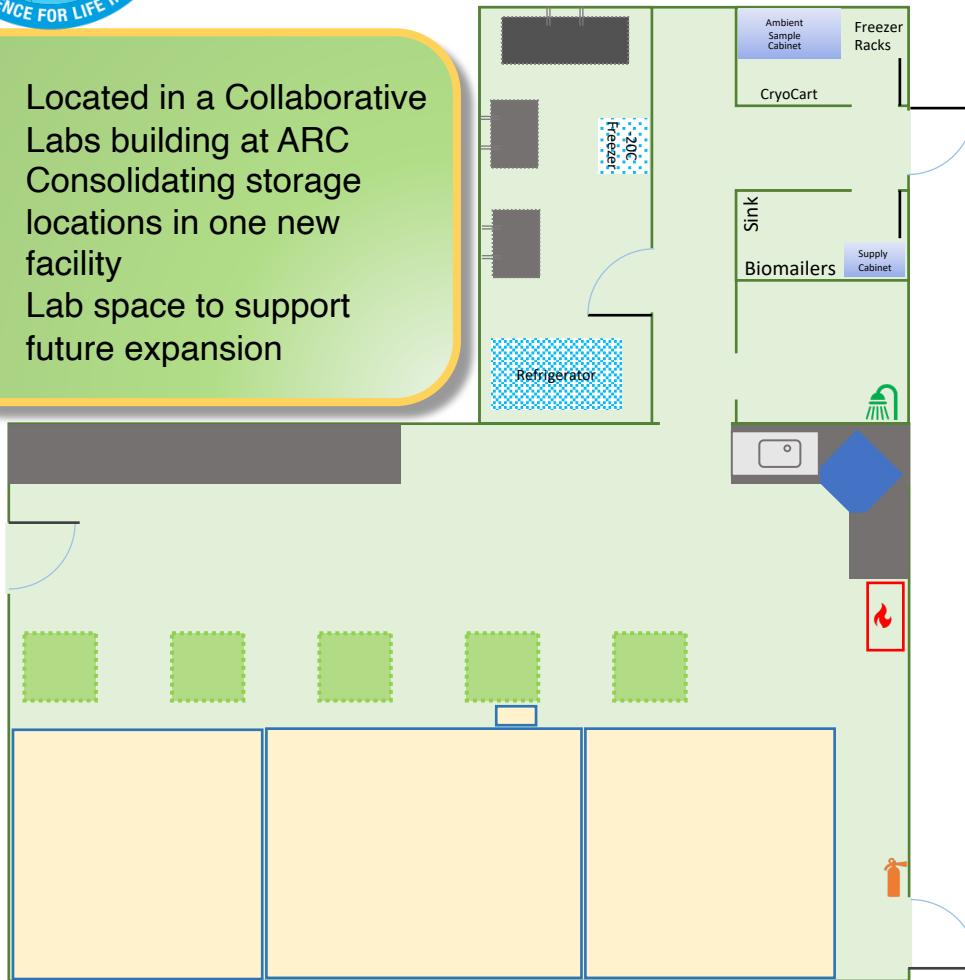 ENCE FOR LIFE
Located in a Collaborative
Labs building at ARC
Consolidating storage
locations in one new
facility
Lab space to support
future expansion
Ambient
Sample
Cabinet
Freezer
Racks
CryoCart
-20C
Freezer
Sink
Biomailers
Supply
Cabinet
Refrigerator